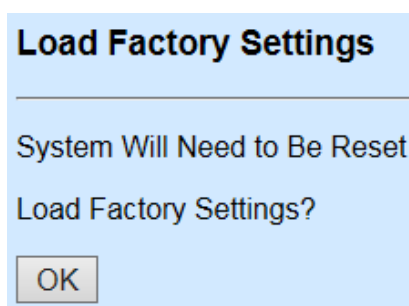 Load Factory Settings
System Will Need to Be Reset
Load Factory Settings?
OK